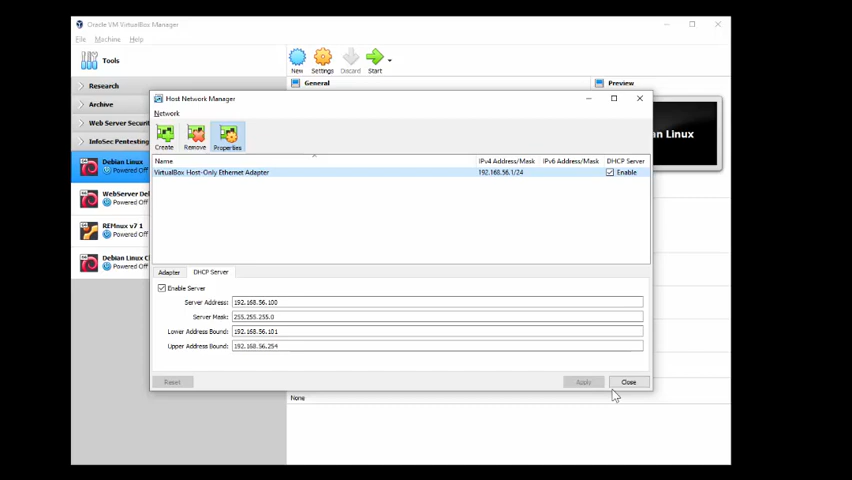 Oracle VM VirtualBox Manager
File Machine Help
Tools
New Settings Discard Start
Research
General Preview
Archive
Host Network Manager
Network
Web Server Securi
InfoSec Pentesting
Create Remove Properties
Name IPv4 Address/Mask IPv6 Address/Mask DHCP Server
VirtualBox Host-Only Ethernet Adapter 192.168.56.1/24 Enable
Debian Linux
Powered Off
WebServer De
Powered Off
REMnux v7 1
Powered Off
Debian Linux C
Powered Off
an Linux
Adapter DHCP Server
Enable Server
Server Address: 192.168.56.100
Server Mask: 255.255.255.0
Lower Address Bound: 192.168.56.101
Upper Address Bound: 192.168.56.254
Reset Apply Close
None